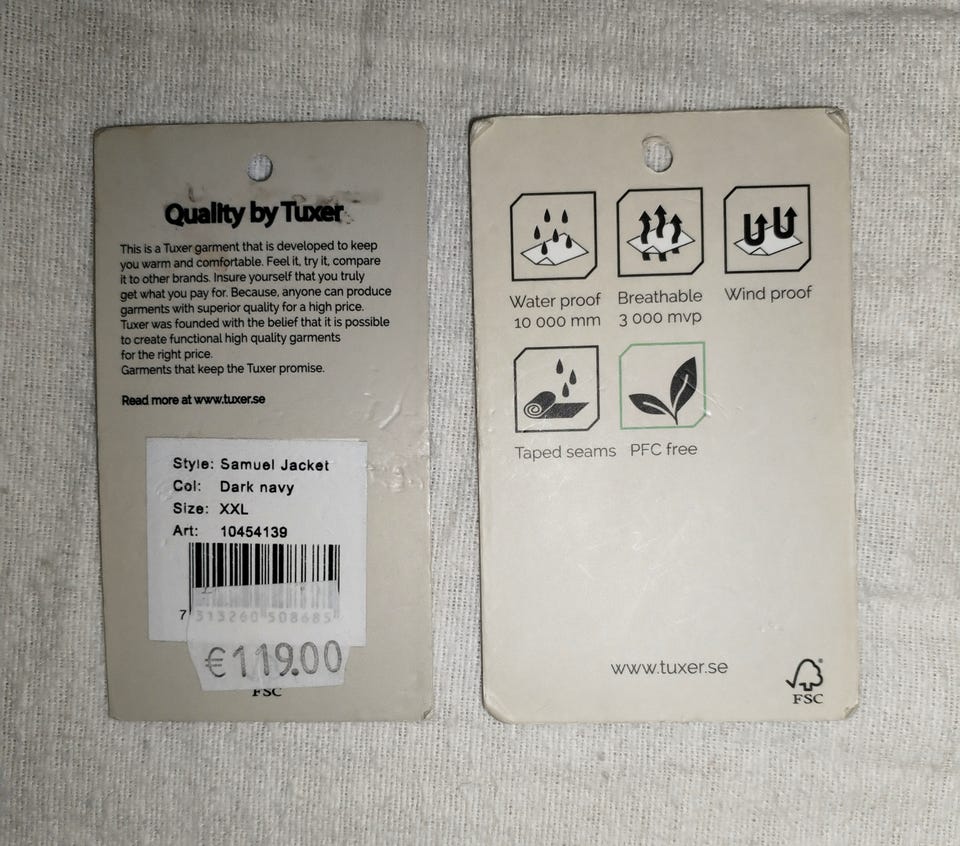 Quality by Tuxer
This is a Tuxer garment that is developed to keep
you warm and comfortable. Feel it, try it, compare
it to other brands. Insure yourself that you truly
get what you pay for. Because, anyone can produce
garments with superior quality for a high price.
Tuxer was founded with the belief that it is possible
to create functional high quality garments
for the right price.
Garments that keep the Tuxer promise.
Read more at www.tuxer.se
Style: Samuel Jacket
Col: Dark navy
Size: XXL
Art: 10454139
7 313260 508685
€119.00
FSC
Water proof
10 000 mm
Breathable
3 000 mvp
Wind proof
Taped seams
PFC free
www.tuxer.se
FSC